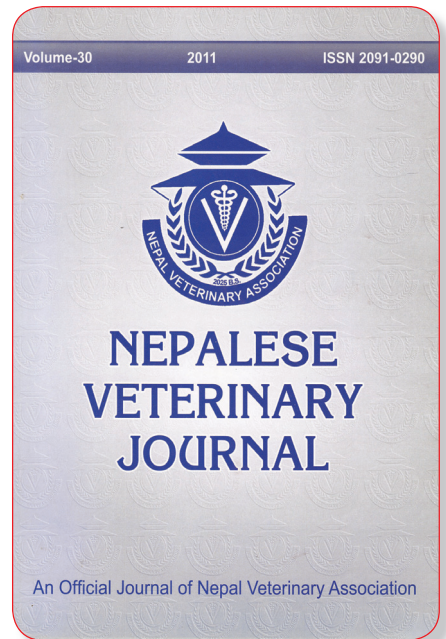 Volume-30 2011 ISSN 2091-0290
2025 B.S.
NEPAL VETERINARY ASSOCIATION
NEPALESE
VETERINARY
JOURNAL
An Official Journal of Nepal Veterinary Association